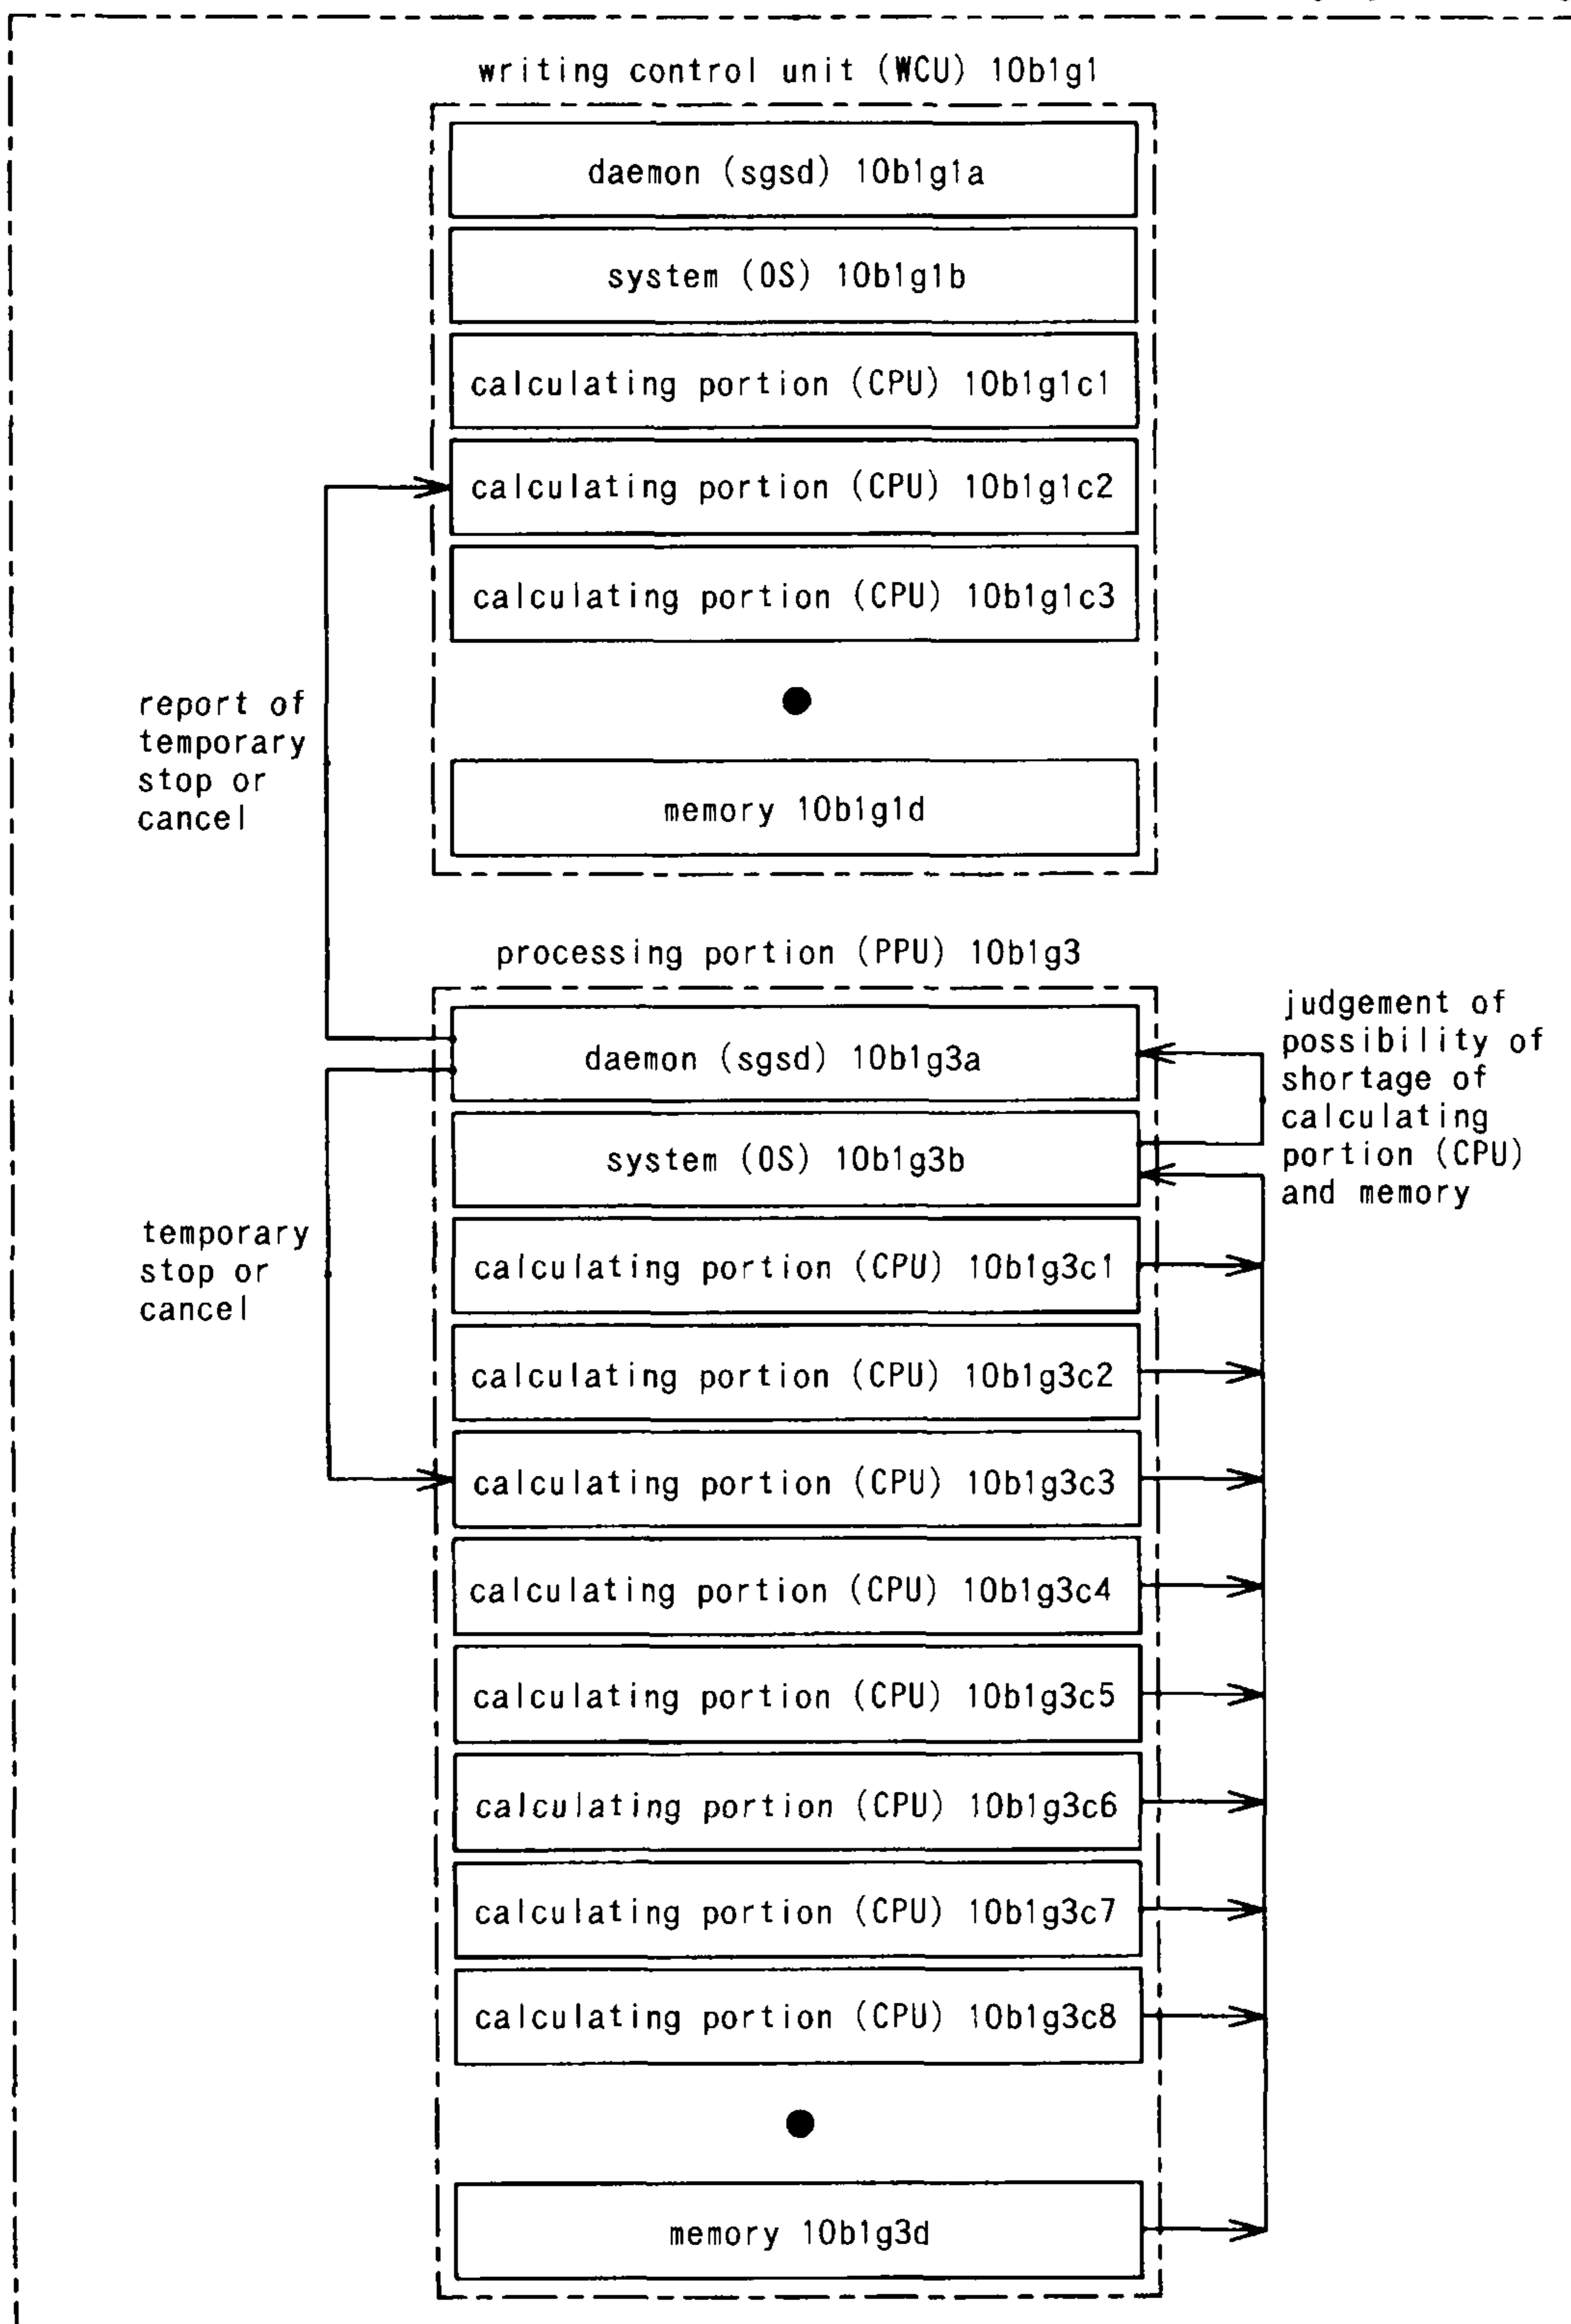 writing control unit (WCU) 10b1g1
daemon (sgsd) 10b1g1a
system (OS) 10b1g1b
calculating portion (CPU) 10b1g1c1
calculating portion (CPU) 10b1g1c2
calculating portion (CPU) 10b1g1c3
report of
temporary
stop or
cancel
memory 10b1g1d
processing portion (PPU) 10b1g3
judgement of
possibility of
shortage of
calculating
portion (CPU)
and memory
daemon (sgsd) 10b1g3a
system (OS) 10b1g3b
temporary
stop or
cancel
calculating portion (CPU) 10b1g3c1
calculating portion (CPU) 10b1g3c2
calculating portion (CPU) 10b1g3c3
calculating portion (CPU) 10b1g3c4
calculating portion (CPU) 10b1g3c5
calculating portion (CPU) 10b1g3c6
calculating portion (CPU) 10b1g3c7
calculating portion (CPU) 10b1g3c8
memory 10b1g3d